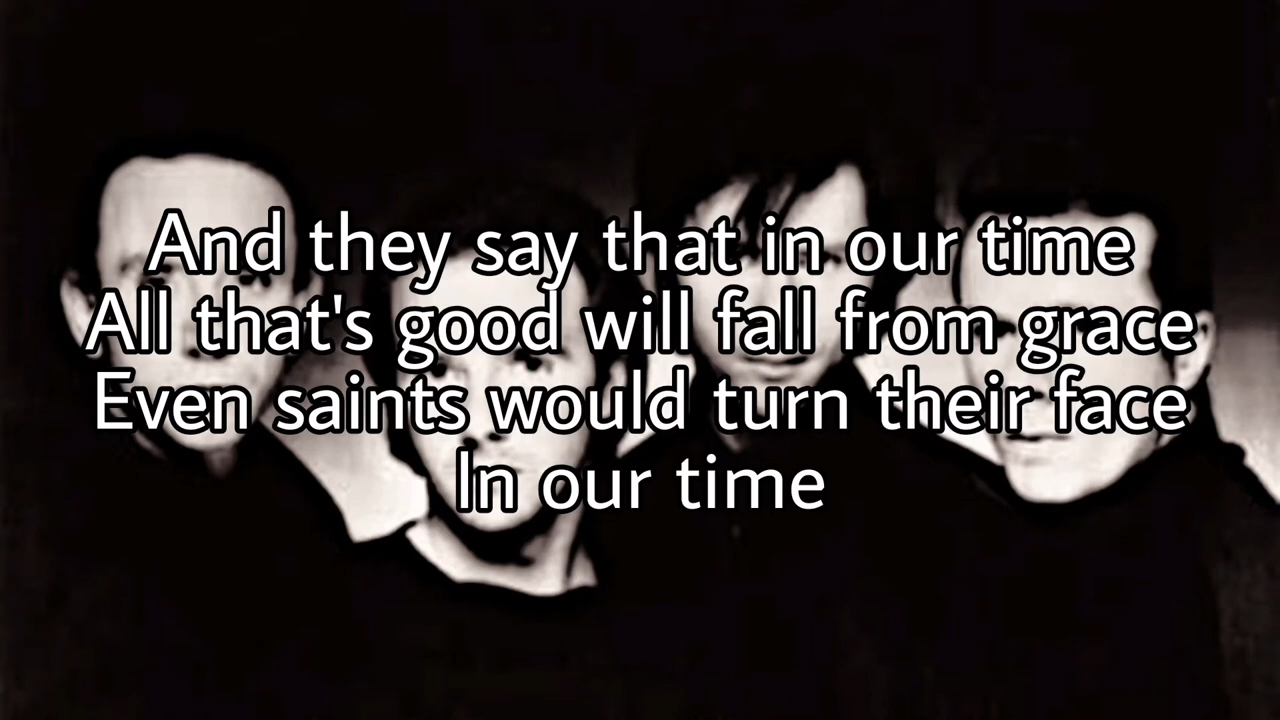 And they say that in our time
All that's good will fall from grace
Even saints would turn their face
In our time